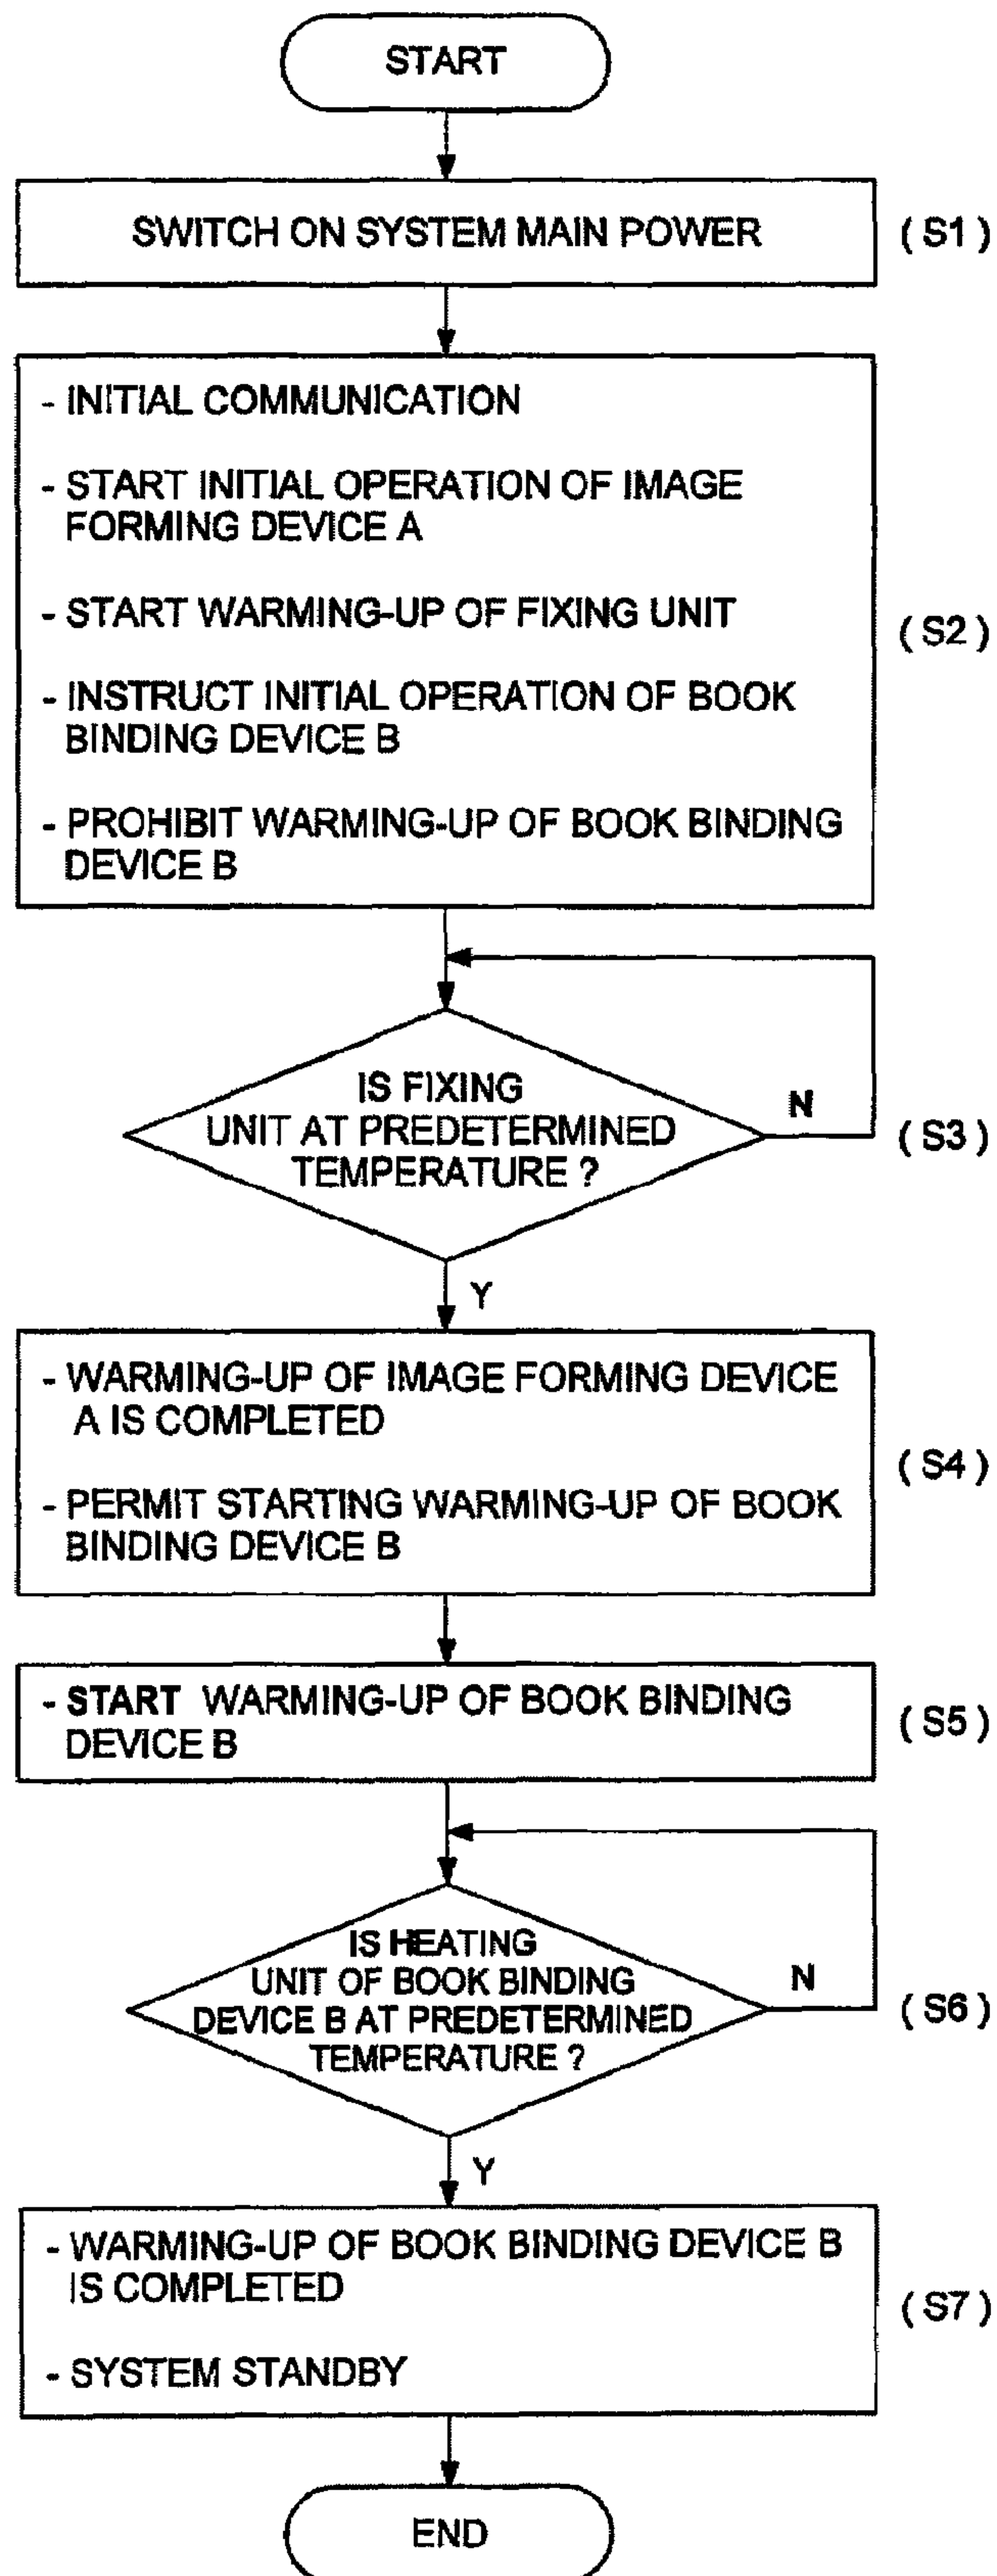 START
SWITCH ON SYSTEM MAIN POWER
(S1)
- INITIAL COMMUNICATION
- START INITIAL OPERATION OF IMAGE
FORMING DEVICE A
- START WARMING-UP OF FIXING UNIT
- INSTRUCT INITIAL OPERATION OF BOOK
BINDING DEVICE B
- PROHIBIT WARMING-UP OF BOOK BINDING
DEVICE B
(S2)
IS FIXING
UNIT AT PREDETERMINED
TEMPERATURE ?
N
(S3)
Y
- WARMING-UP OF IMAGE FORMING DEVICE
A IS COMPLETED
- PERMIT STARTING WARMING-UP OF BOOK
BINDING DEVICE B
(S4)
- START WARMING-UP OF BOOK BINDING
DEVICE B
(S5)
IS HEATING
UNIT OF BOOK BINDING
DEVICE B AT PREDETERMINED
TEMPERATURE ?
N
(S6)
Y
- WARMING-UP OF BOOK BINDING DEVICE B
IS COMPLETED
- SYSTEM STANDBY
(S7)
END